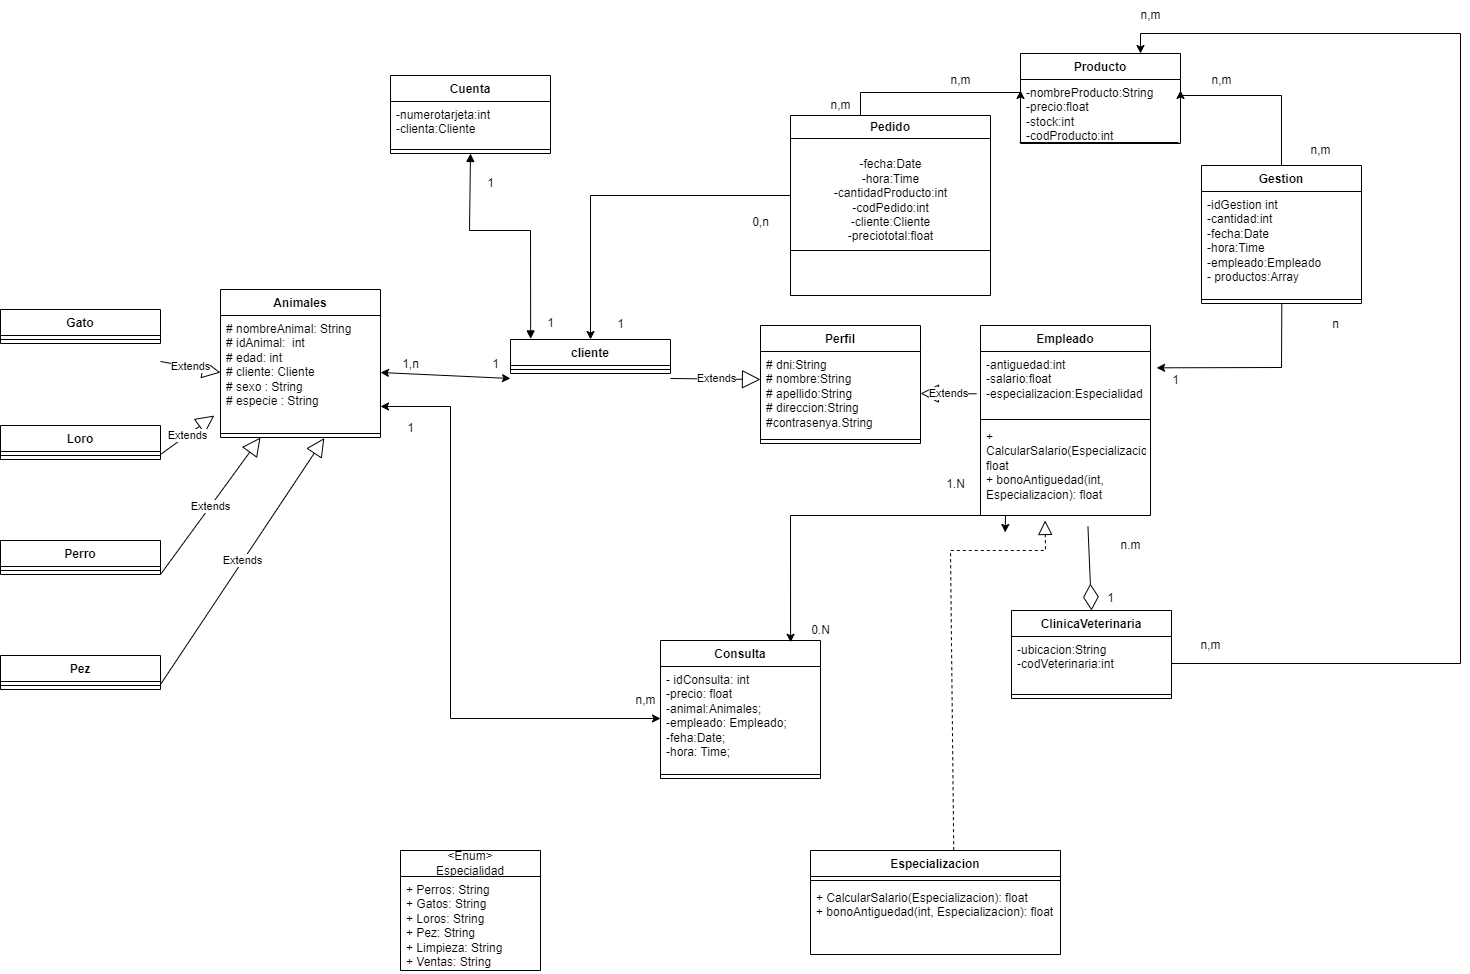 n,m
Producto
-nombreProducto:String
-precio:float
-stock:int
-codProducto:int
n,m
n,m
n,m
n,m
Cuenta
-numerotarjeta:int
-clienta:Cliente
1
Pedido
-fecha:Date
-hora:Time
-cantidadProducto:int
-codPedido:int
-cliente:Cliente
-preciototal:float
0,n
Gestion
-idGestion int
-cantidad:int
-fecha:Date
-hora:Time
-empleado:Empleado
- productos:Array
n
1
Gato
Extends
Loro
Extends
Perro
Extends
Pez
Extends
Animales
# nombreAnimal: String
# idAnimal:  int
# edad: int
# cliente: Cliente
# sexo : String
# especie : String
1,n
1
1
1
1
cliente
Extends
Perfil
# dni:String
# nombre:String
# apellido:String
# direccion:String
#contrasenya.String
Extends
Empleado
-antiguedad:int
-salario:float
-especializacion:Especialidad
+
CalcularSalario(Especializacic
float
+ bonoAntiguedad(int,
Especializacion): float
1.N
n.m
1
ClinicaVeterinaria
-ubicacion:String
-codVeterinaria:int
n,m
0.N
n,m
Consulta
- idConsulta: int
-precio: float
-animal:Animales;
-empleado: Empleado;
-feha:Date;
-hora: Time;
<Enum>
Especialidad
+ Perros: String
+ Gatos: String
+ Loros: String
+ Pez: String
+ Limpieza: String
+ Ventas: String
Especializacion
+ CalcularSalario(Especializacion): float
+ bonoAntiguedad(int, Especializacion): float